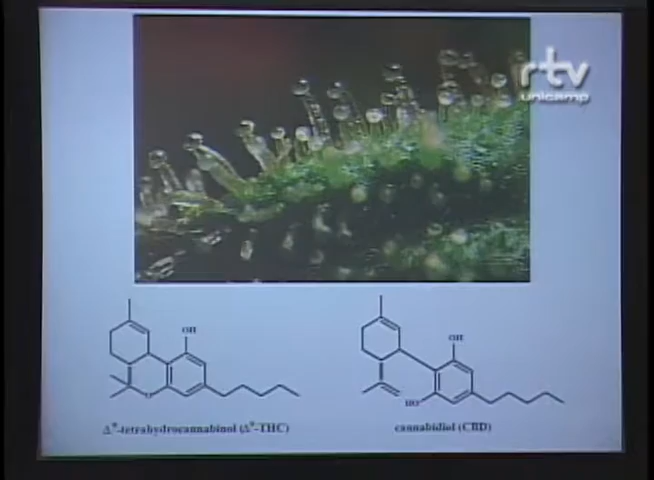 rtv
unicamp
OH
O
Δ⁹-tetrahydrocannabinol (Δ⁹-THC)
OH
HO
cannabidiol (CBD)